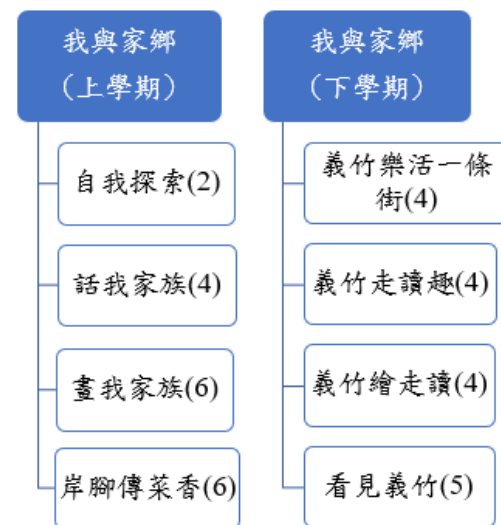 我與家鄉
（上學期）
自我探索(2)
話我家族(4)
畫我家族(6)
岸腳傳菜香(6)
我與家鄉
（下學期）
義竹樂活一條
街(4)
義竹走讀趣(4)
義竹繪走讀(4)
看見義竹(5)